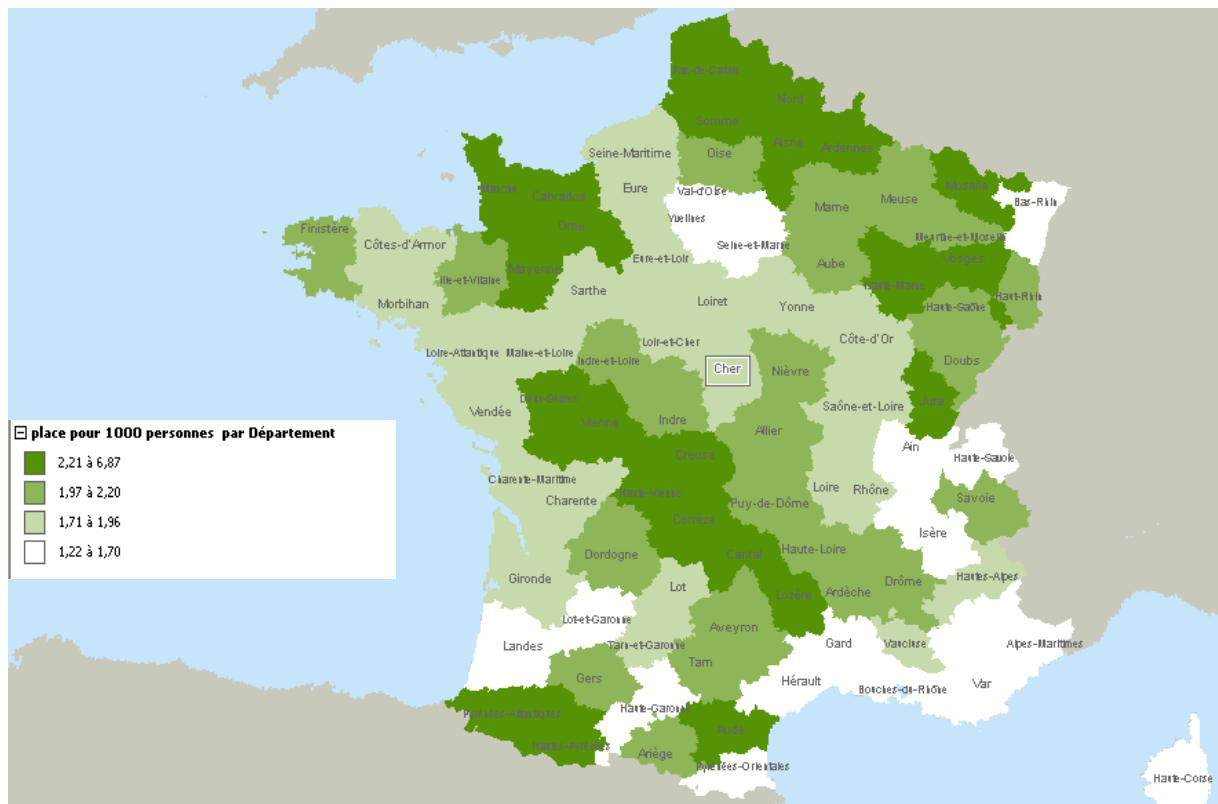 Pas-de-Calais
Nord
Somme
Aisne
Ardennes
Seine-Maritime
Oise
Eure
Val-d'Oise
Manche
Calvados
Orne
Moselle
Bas-Rhin
Meuse
Marne
Yvelines
Seine-et-Marne
Meurthe-et-Moselle
Finistère
Côtes-d'Armor
Ille-et-Vilaine
Mayenne
Eure-et-Loir
Aube
Vosges
Haute-Marne
Haut-Rhin
Morbihan
Sarthe
Loiret
Yonne
Haute-Saône
Loire-Atlantique
Maine-et-Loire
Indre-et-Loire
Loir-et-Cher
Côte-d'Or
Cher
Nièvre
Doubs
Vendée
Deux-Sèvres
Vienne
Indre
Allier
Saône-et-Loire
Jura
place pour 1000 personnes par Département
2,21 à 6,87
1,97 à 2,20
1,71 à 1,96
1,22 à 1,70
Creuse
Ain
Haute-Savoie
Charente-Maritime
Charente
Haute-Vienne
Puy-de-Dôme
Loire
Rhône
Savoie
Corrèze
Isère
Dordogne
Cantal
Haute-Loire
Gironde
Lot
Lozère
Ardèche
Drôme
Hautes-Alpes
Lot-et-Garonne
Aveyron
Landes
Tarn-et-Garonne
Gard
Vaucluse
Alpes-Maritimes
Gers
Tarn
Hérault
Bouches-du-Rhône
Var
Pyrénées-Atlantiques
Haute-Garonne
Aude
Hautes-Pyrénées
Ariège
Pyrénées-Orientales
Haute-Corse